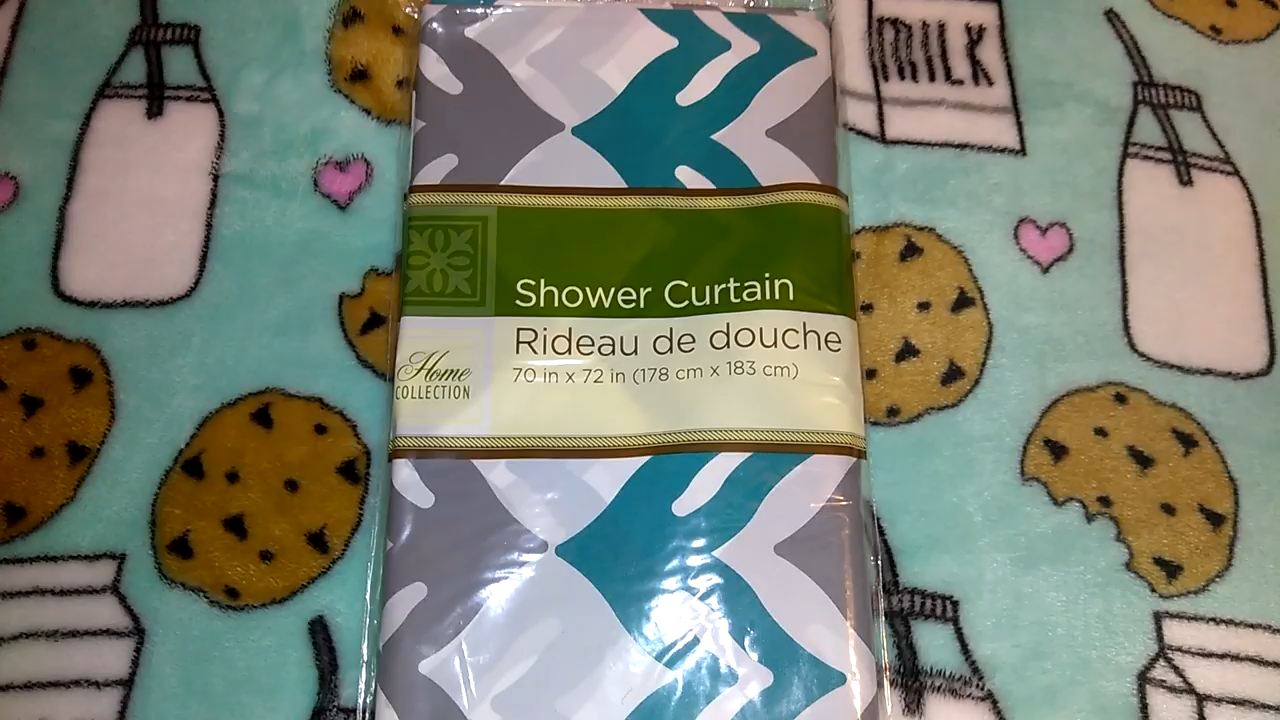 MILK
Shower Curtain
Rideau de douche
70 in x 72 in (178 cm x 183 cm)
Home
COLLECTION